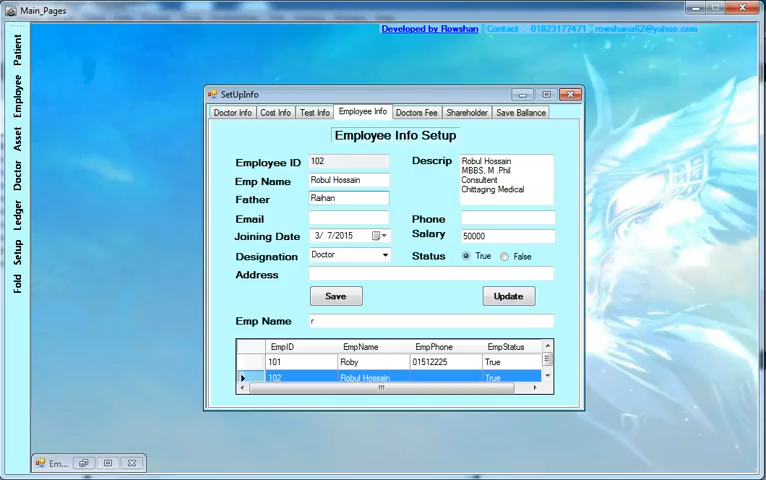 Main_Pages
Developed by Rowshan Contact : 01823177471 rowshana62@yahoo.com
Patient
Employee
Asset
Doctor
Ledger
Setup
Fold
SetUpInfo
Doctor Info Cost Info Test Info Employee Info Doctors Fee Shareholder Save Ballance
Employee Info Setup
Employee ID 102 Descrip Robul Hossain
MBBS, M .Phil
Emp Name Robul Hossain Consultent
Chittaging Medical
Father Raihan
Email Phone
Joining Date 3/ 7/2015 Salary 50000
Designation Doctor Status True False
Address
Save Update
Emp Name r
EmpID EmpName EmpPhone EmpStatus
101 Roby 01512225 True
102 Robul Hossain True
Em...